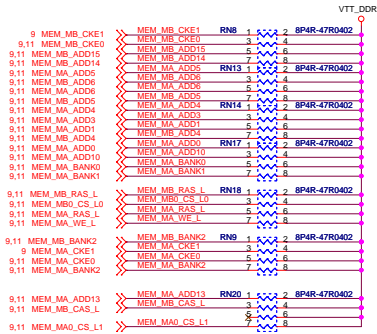 VTT_DDR
9 MEM_MB_CKE1 MEM_MB_CKE1 RN8 1 2 8P4R-47R0402
9,11 MEM_MB_CKE0 MEM_MB_CKE0 3 4
9,11 MEM_MB_ADD15 MEM_MB_ADD15 5 6
9,11 MEM_MB_ADD14 MEM_MB_ADD14 7 8
9,11 MEM_MA_ADD5 MEM_MA_ADD5 RN13 1 2 8P4R-47R0402
9,11 MEM_MB_ADD6 MEM_MB_ADD6 3 4
9,11 MEM_MA_ADD6 MEM_MA_ADD6 5 6
9,11 MEM_MB_ADD5 MEM_MB_ADD5 7 8
9,11 MEM_MA_ADD4 MEM_MA_ADD4 RN14 1 2 8P4R-47R0402
9,11 MEM_MA_ADD3 MEM_MA_ADD3 3 4
9,11 MEM_MA_ADD1 MEM_MA_ADD1 5 6
9,11 MEM_MB_ADD4 MEM_MB_ADD4 7 8
9,11 MEM_MA_ADD0 MEM_MA_ADD0 RN17 1 2 8P4R-47R0402
9,11 MEM_MA_ADD10 MEM_MA_ADD10 3 4
9,11 MEM_MA_BANK0 MEM_MA_BANK0 5 6
9,11 MEM_MA_BANK1 MEM_MA_BANK1 7 8
9,11 MEM_MB_RAS_L MEM_MB_RAS_L RN18 1 2 8P4R-47R0402
9,11 MEM_MB0_CS_L0 MEM_MB0_CS_L0 3 4
9,11 MEM_MA_RAS_L MEM_MA_RAS_L 5 6
9,11 MEM_MA_WE_L MEM_MA_WE_L 7 8
9,11 MEM_MB_BANK2 MEM_MB_BANK2 RN9 1 2 8P4R-47R0402
9 MEM_MA_CKE1 MEM_MA_CKE1 3 4
9,11 MEM_MA_CKE0 MEM_MA_CKE0 5 6
9,11 MEM_MA_BANK2 MEM_MA_BANK2 7 8
9,11 MEM_MA_ADD13 MEM_MA_ADD13 RN20 1 2 8P4R-47R0402
9,11 MEM_MB_CAS_L MEM_MB_CAS_L 3 4
5 6
9,11 MEM_MA0_CS_L1 MEM_MA0_CS_L1 7 8